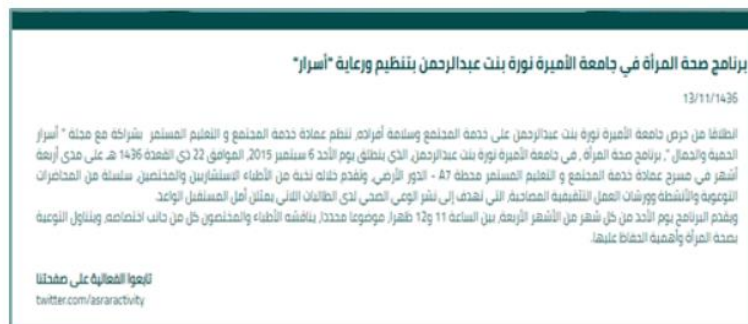 برنامج صحة المرأة في جامعة الأميرة نورة بنت عبدالرحمن بتنظيم ورعاية "أسرار"
13/11/1436
انطلاقا من حرص جامعة الأميرة نورة بنت عبدالرحمن على خدمة المجتمع وسلامة أفراده، تنظم عمادة خدمة المجتمع و التعليم المستمر بشراكة مع مجلة " أسرار
الحمية والجمال "، برنامج صحة المرأة , في جامعة الأميرة نورة بنت عبدالرحمن، الذي ينطلق يوم الأحد 6 سبتمبر 2015, الموافق 22 ذي القعدة 1436 هـ على مدى أربعة
أشهر في مسرح عمادة خدمة المجتمع و التعليم المستمر محطة A7 - الدور الأرضي، وتقدم خلاله نخبة من الأطباء الاستشاريين والمختصين، سلسلة من المحاضرات
التوعوية والأنشطة وورشات العمل التثقيفية المصاحبة، التي تهدف إلى نشر الوعي الصحي لدى الطالبات اللاتي يمثلن أمل المستقبل الواعد.
ويقدم البرنامج يوم الأحد من كل شهر من الأشهر الأربعة، بين الساعة 11 و12 ظهرا, موضوعا محددا، يناقشه الأطباء والمختصون كل من جانب اختصاصه، ويتناول التوعية
بصحة المرأة وأهمية الحفاظ عليها.
تابعوا الفعالية على صفحتنا
twitter.com/asraractivity